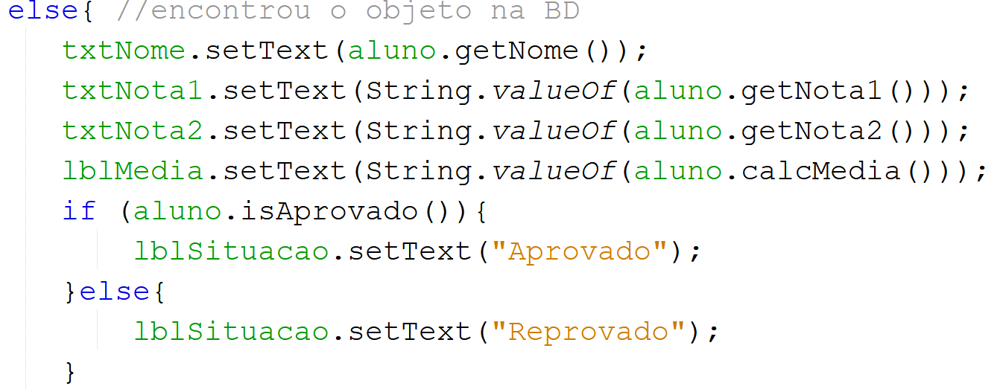 else{ //encontrou o objeto na BD
txtNome.setText(aluno.getNome());
txtNota1.setText(String.valueOf(aluno.getNota1()));
txtNota2.setText(String.valueOf(aluno.getNota2()));
lblMedia.setText(String.valueOf(aluno.calcMedia()));
if (aluno.isAprovado()){
lblSituacao.setText("Aprovado");
}else{
lblSituacao.setText("Reprovado");
}